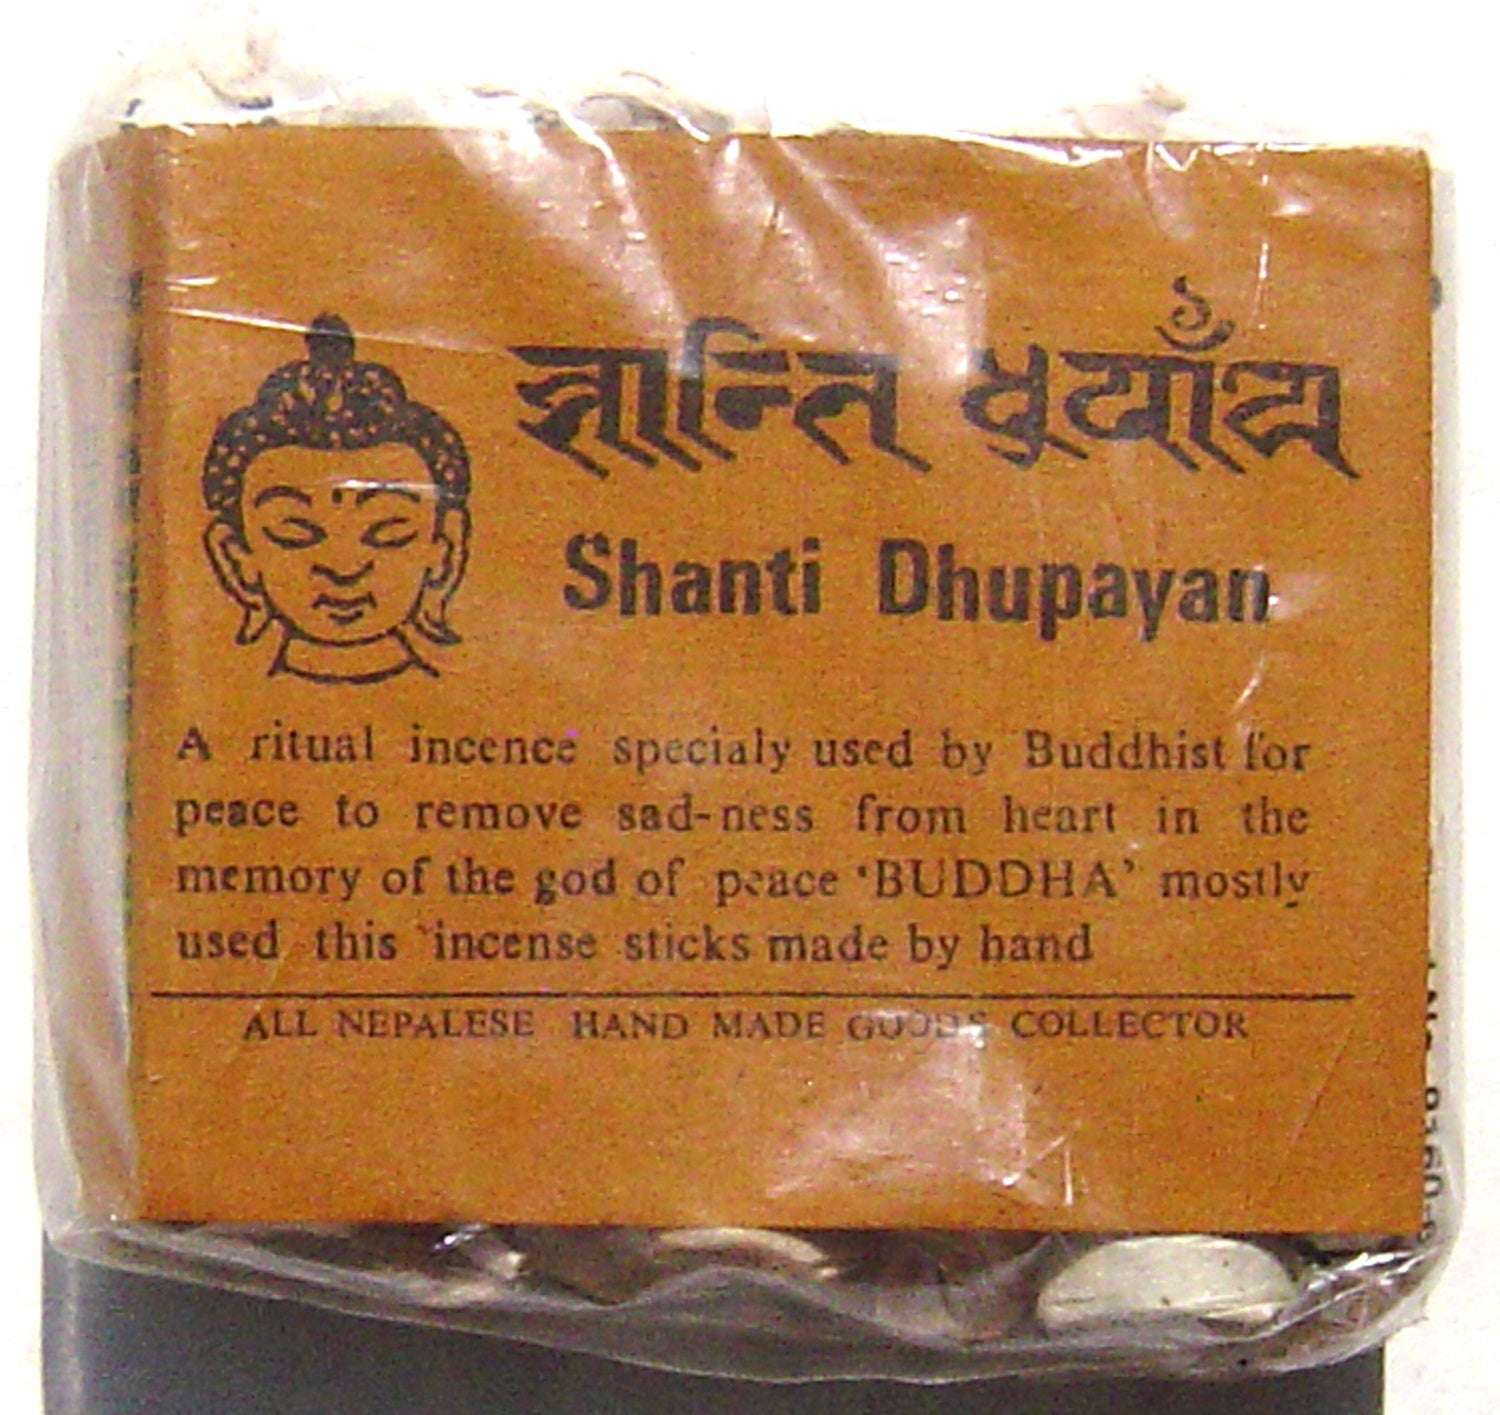 शान्ति धुपायाँन
Shanti Dhupayan
A ritual incence specialy used by Buddhist for
peace to remove sad-ness from heart in the
memory of the god of peace ‘BUDDHA’ mostly
used this incense sticks made by hand
ALL NEPALESE HAND MADE GOODS COLLECTOR